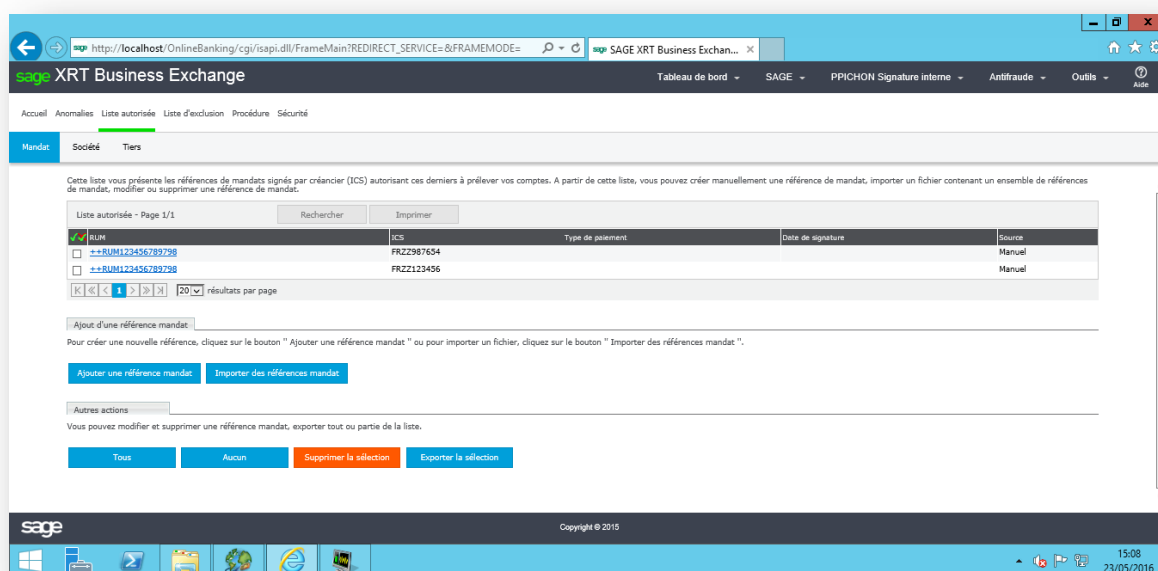 http://localhost/OnlineBanking/cgi/isapi.dll/FrameMain?REDIRECT_SERVICE=&FRAMEMODE=
sage SAGE XRT Business Exchan...
sage XRT Business Exchange
Tableau de bord SAGE PPICHON Signature interne Antifraude Outils Aide
Accueil Anomalies Liste autorisée Liste d'exclusion Procédure Sécurité
Mandat Société Tiers
Cette liste vous présente les références de mandats signés par créancier (ICS) autorisant ces derniers à prélever vos comptes. A partir de cette liste, vous pouvez créer manuellement une référence de mandat, importer un fichier contenant un ensemble de références
de mandat, modifier ou supprimer une référence de mandat.
Liste autorisée - Page 1/1 Rechercher Imprimer
RUM ICS Type de paiement Date de signature Source
++RUM123456789798 FRZZ987654 Manuel
++RUM123456789798 FRZZ123456 Manuel
1 20 résultats par page
Ajout d'une référence mandat
Pour créer une nouvelle référence, cliquez sur le bouton " Ajouter une référence mandat " ou pour importer un fichier, cliquez sur le bouton " Importer des références mandat ".
Ajouter une référence mandat Importer des références mandat
Autres actions
Vous pouvez modifier et supprimer une référence mandat, exporter tout ou partie de la liste.
Tous Aucun Supprimer la sélection Exporter la sélection
sage Copyright © 2015
15:08
23/05/2016